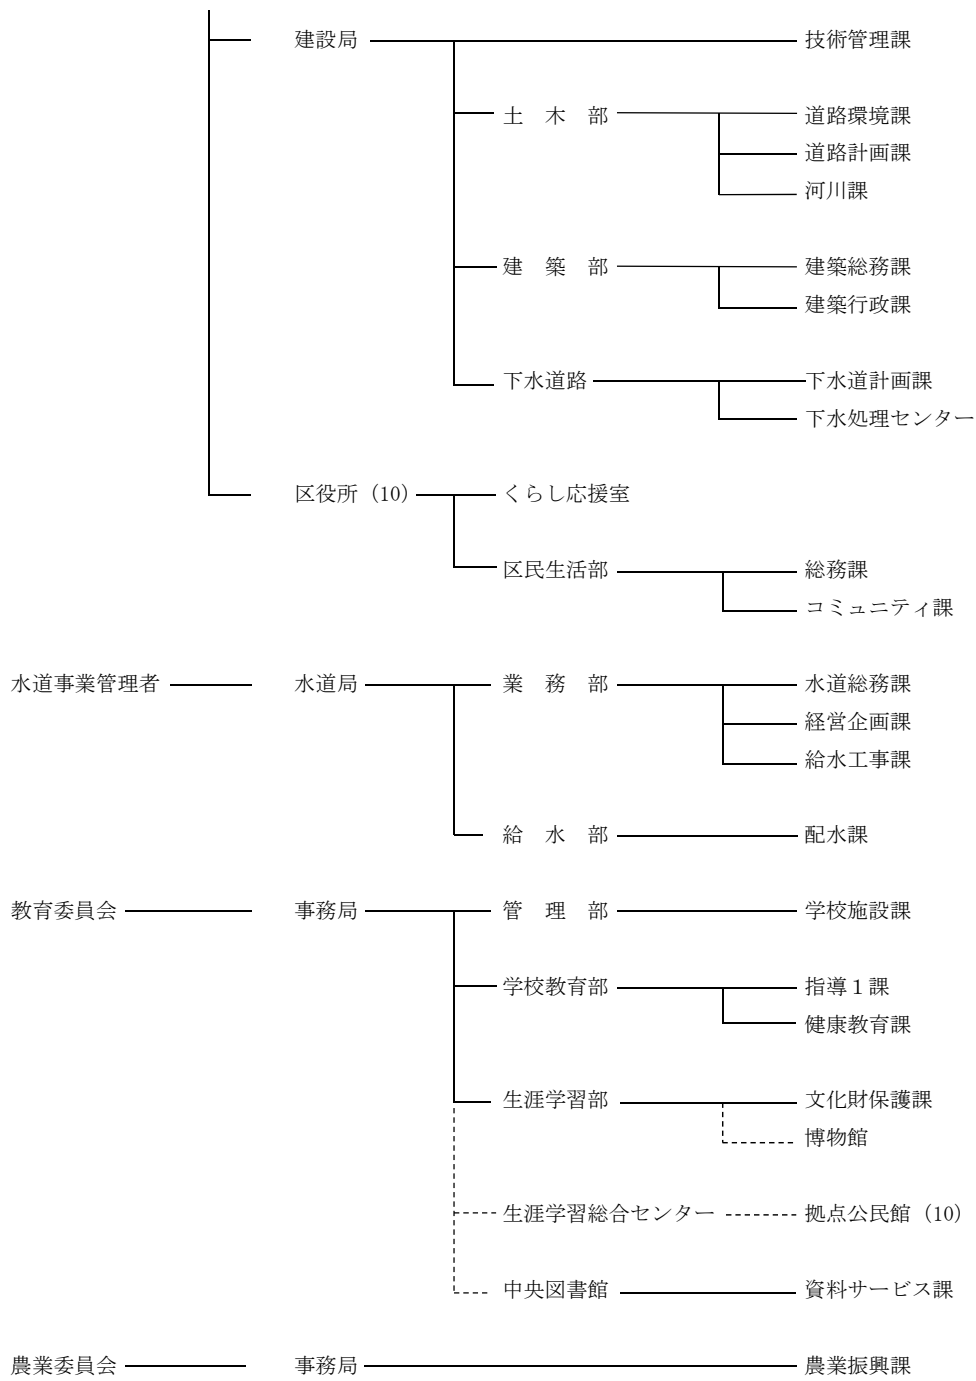 建設局 技術管理課
土 木 部 道路環境課
道路計画課
河川課
建 築 部 建築総務課
建築行政課
下水道路 下水道計画課
下水処理センター
区役所（10） くらし応援室
区民生活部 総務課
コミュニティ課
水道事業管理者 水道局 業 務 部 水道総務課
経営企画課
給水工事課
給 水 部 配水課
教育委員会 事務局 管 理 部 学校施設課
学校教育部 指導１課
健康教育課
生涯学習部 文化財保護課
博物館
生涯学習総合センター 拠点公民館（10）
中央図書館 資料サービス課
農業委員会 事務局 農業振興課